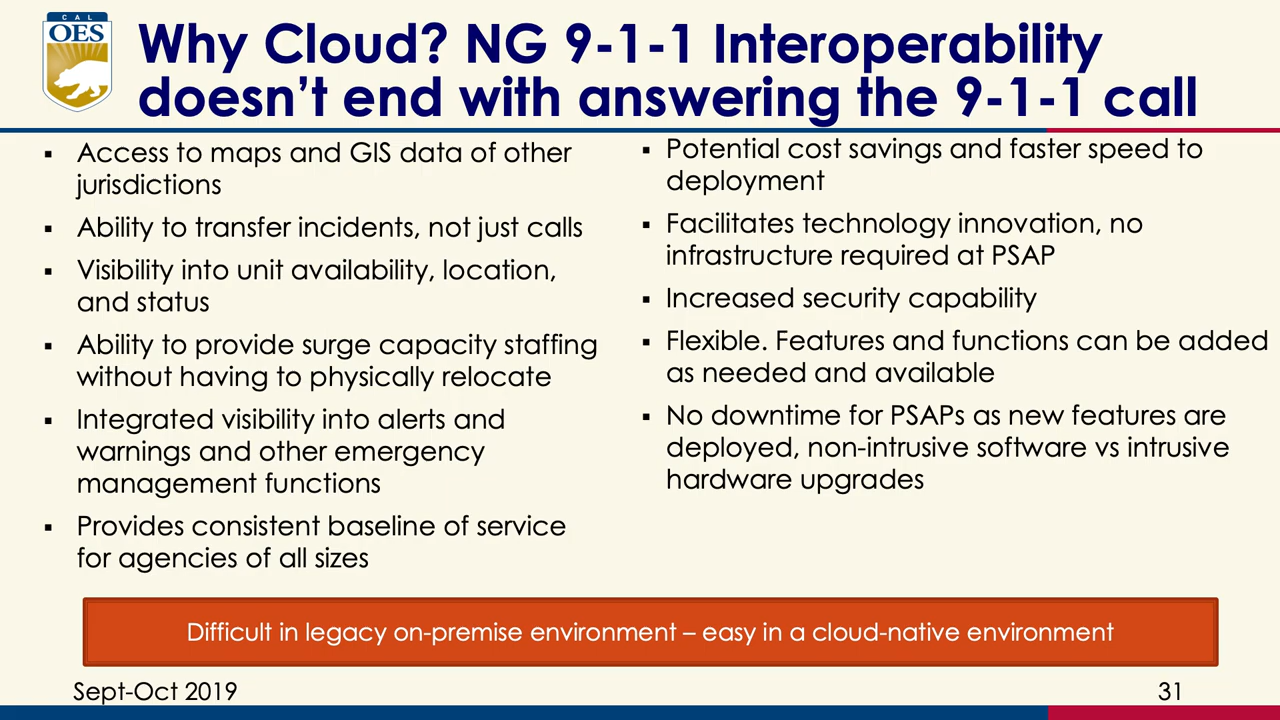 CAL
OES
Why Cloud? NG 9-1-1 Interoperability
doesn’t end with answering the 9-1-1 call
▪ Access to maps and GIS data of other
jurisdictions
▪ Ability to transfer incidents, not just calls
▪ Visibility into unit availability, location,
and status
▪ Ability to provide surge capacity staffing
without having to physically relocate
▪ Integrated visibility into alerts and
warnings and other emergency
management functions
▪ Provides consistent baseline of service
for agencies of all sizes
▪ Potential cost savings and faster speed to
deployment
▪ Facilitates technology innovation, no
infrastructure required at PSAP
▪ Increased security capability
▪ Flexible. Features and functions can be added
as needed and available
▪ No downtime for PSAPs as new features are
deployed, non-intrusive software vs intrusive
hardware upgrades
Difficult in legacy on-premise environment – easy in a cloud-native environment
Sept-Oct 2019
31